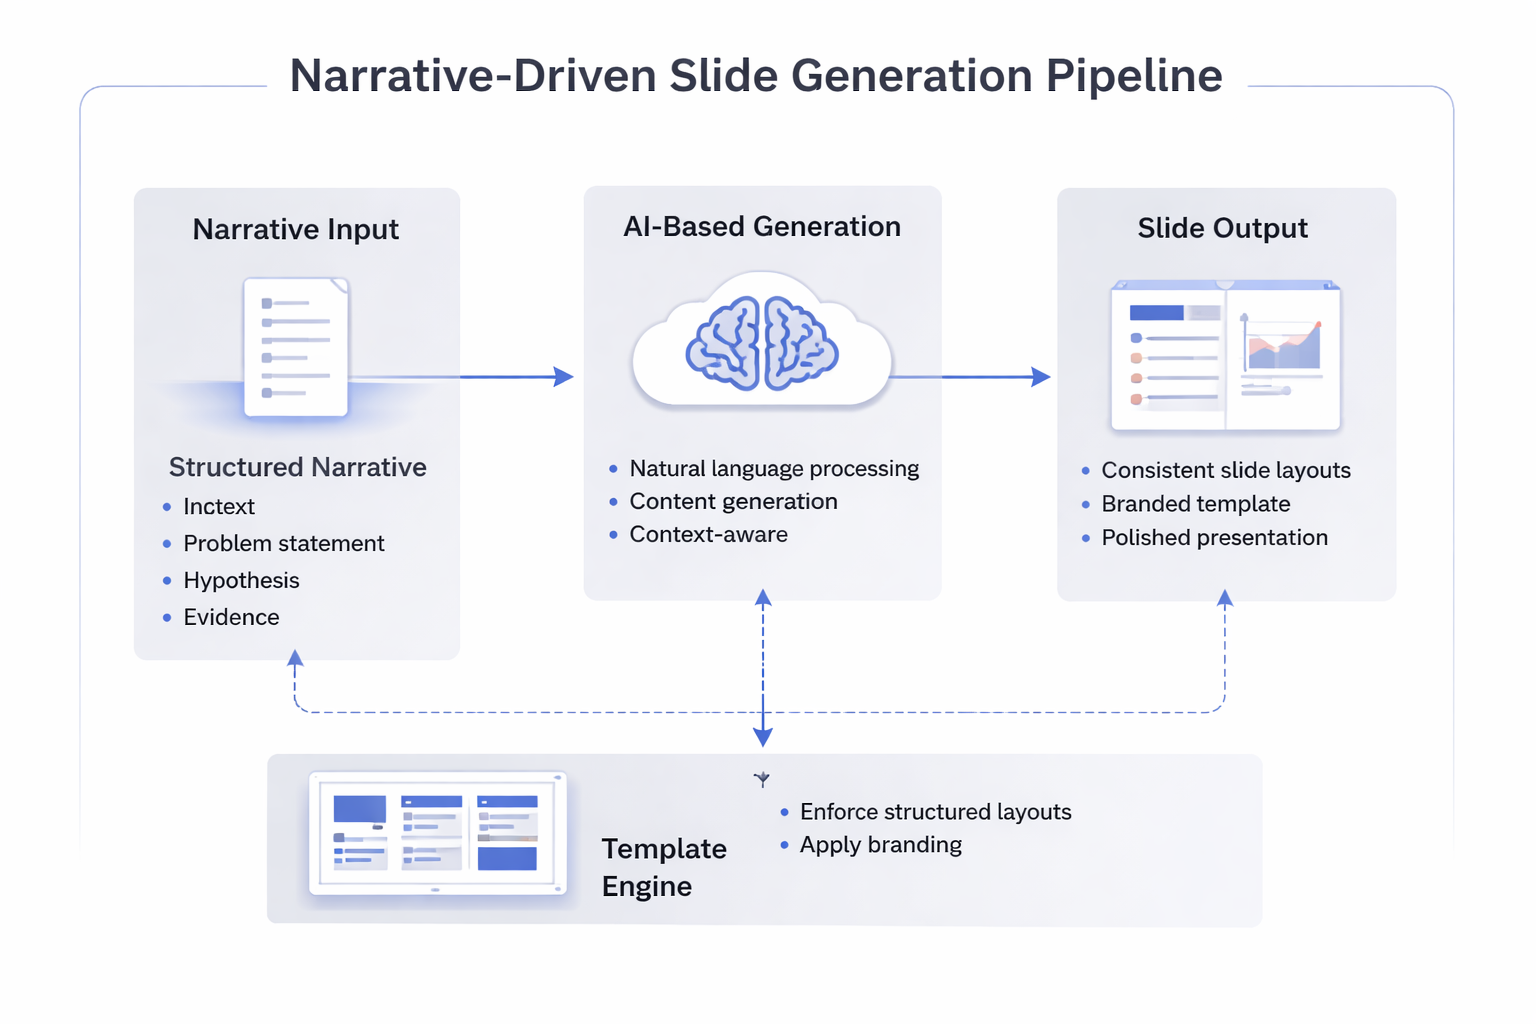 Narrative-Driven Slide Generation Pipeline
Narrative Input
Structured Narrative
Inctext
Problem statement
Hypothesis
Evidence
AI-Based Generation
Natural language processing
Content generation
Context-aware
Slide Output
Consistent slide layouts
Branded template
Polished presentation
Template
Engine
Enforce structured layouts
Apply branding